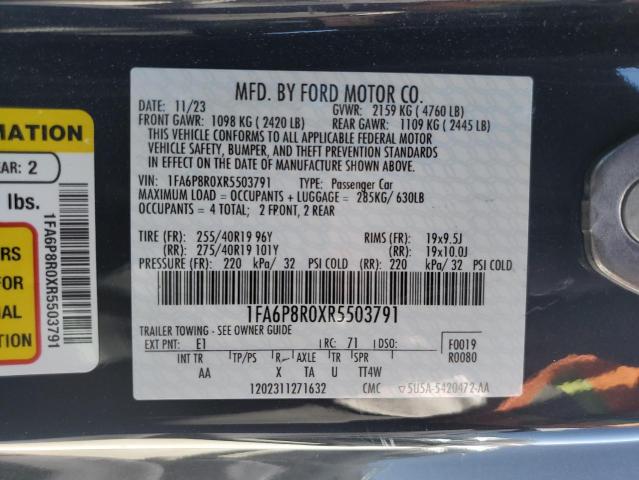 MFD. BY FORD MOTOR CO.
DATE: 11/23 GVWR: 2159 KG ( 4760 LB)
FRONT GAWR: 1098 KG ( 2420 LB) REAR GAWR: 1109 KG ( 2445 LB)
THIS VEHICLE CONFORMS TO ALL APPLICABLE FEDERAL MOTOR
VEHICLE SAFETY, BUMPER, AND THEFT PREVENTION STANDARDS
IN EFFECT ON THE DATE OF MANUFACTURE SHOWN ABOVE.
VIN: 1FA6P8R0XR5503791 TYPE: Passenger Car
MAXIMUM LOAD = OCCUPANTS + LUGGAGE = 285KG/ 630LB
OCCUPANTS = 4 TOTAL; 2 FRONT, 2 REAR
TIRE (FR): 255/40R19 96Y RIMS (FR): 19x9.5J
(RR): 275/40R19 101Y (RR): 19x10.0J
PRESSURE (FR): 220 kPa/ 32 PSI COLD (RR): 220 kPa/ 32 PSI COLD
1FA6P8R0XR5503791
TRAILER TOWING - SEE OWNER GUIDE
EXT PNT: E1 RC: 71 DSO: F0019
INT TR TP/PS R AXLE TR SPR R0080
AA X TA U TT4W
1202311271632 CMC ▽5U5A-5420472-AA
MATION
EAR: 2
lbs.
RS
FOR
NAL
ION
1FA6P8R0XR5503791